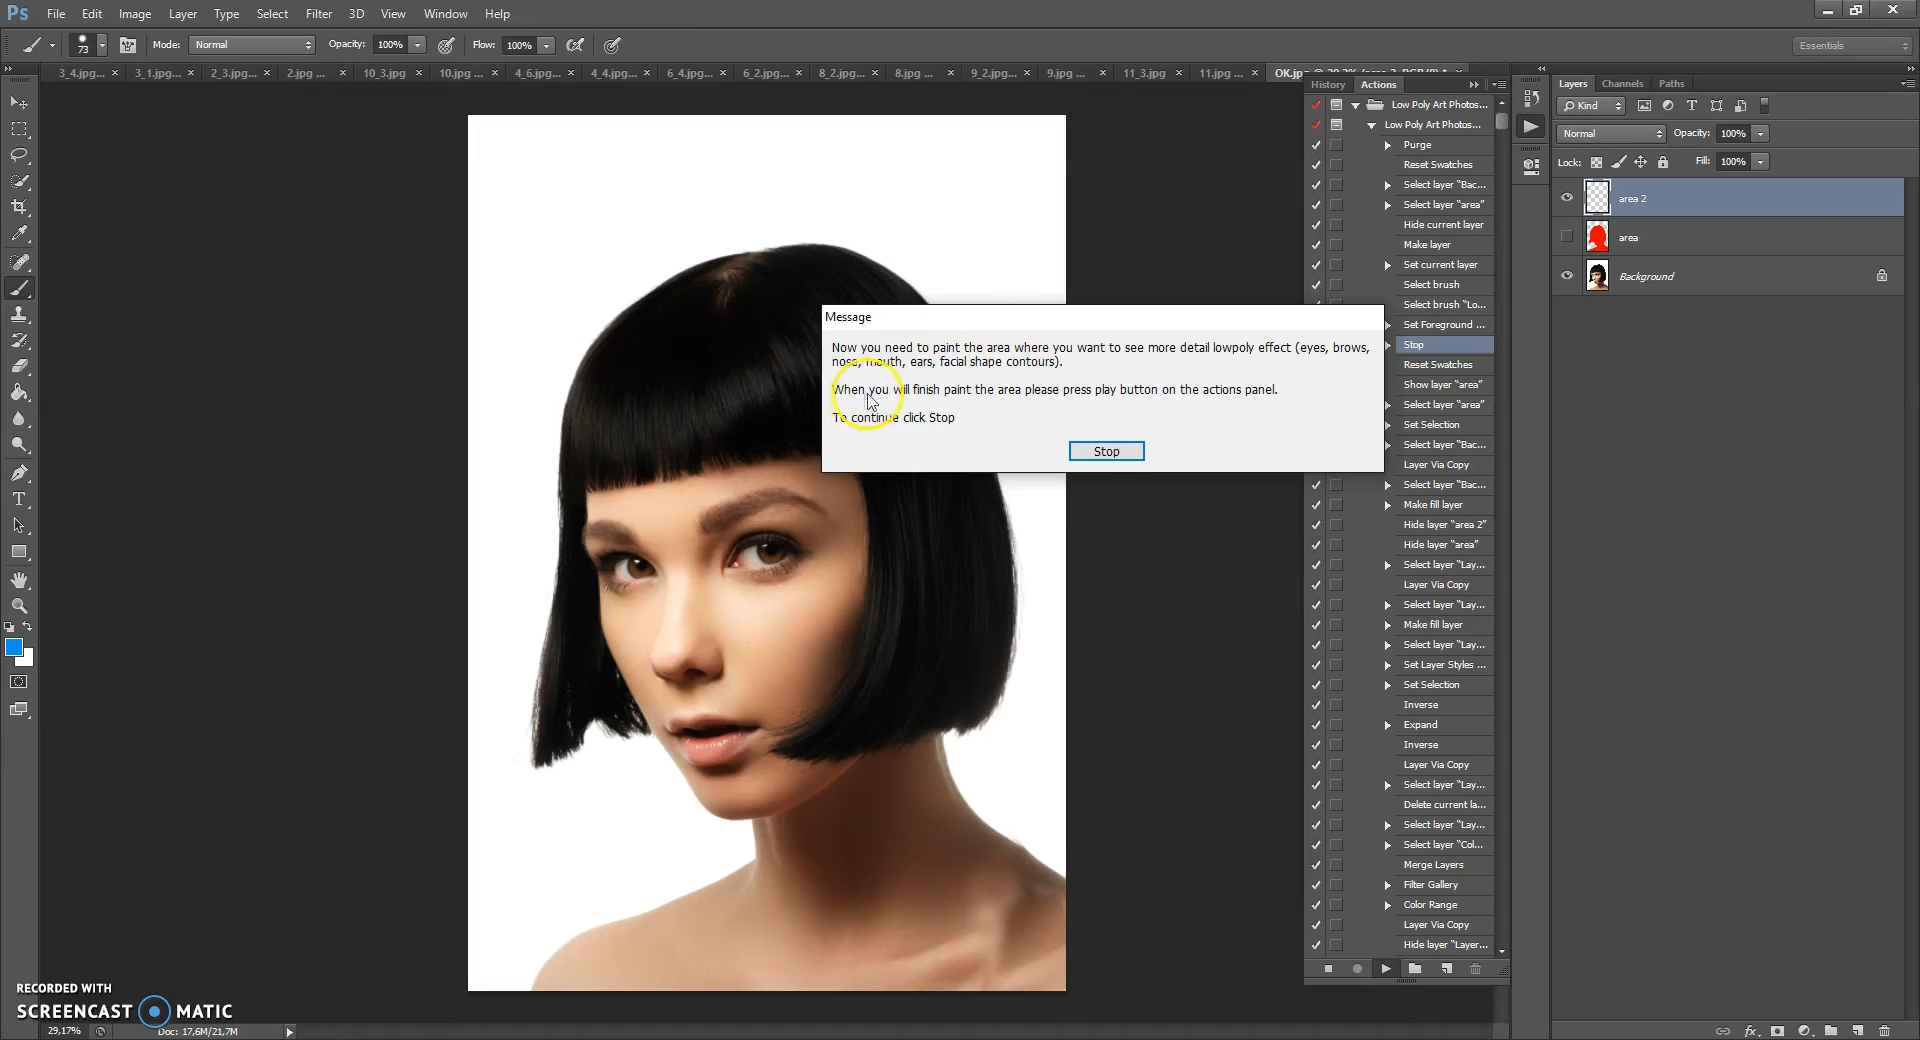 Ps File Edit Image Layer Type Select Filter 3D View Window Help
73 Mode: Normal Opacity: 100% Flow: 100% Essentials
3_4.jpg... × 3_1.jpg... × 2_3.jpg... × 2.jpg ... × 10_3.jpg × 10.jpg ... × 4_6.jpg... × 4_4.jpg... × 6_4.jpg... × 6_2.jpg... × 8_2.jpg... × 8.jpg ... × 9_2.jpg... × 9.jpg ... × 11_3.jpg × 11.jpg ... ×
History Actions
Low Poly Art Photos...
Low Poly Art Photos...
Purge
Reset Swatches
Select layer "Bac...
Select layer "area"
Hide current layer
Make layer
Set current layer
Select brush
Select brush "Lo...
Set Foreground ...
Stop
Reset Swatches
Show layer "area"
Select layer "area"
Set Selection
Select layer "Bac...
Layer Via Copy
Select layer "Bac...
Make fill layer
Hide layer "area 2"
Hide layer "area"
Select layer "Lay...
Layer Via Copy
Select layer "Lay...
Make fill layer
Select layer "Lay...
Set Layer Styles ...
Set Selection
Inverse
Expand
Inverse
Layer Via Copy
Select layer "Lay...
Delete current la...
Select layer "Lay...
Select layer "Col...
Merge Layers
Filter Gallery
Color Range
Layer Via Copy
Hide layer "Layer...
Message
Now you need to paint the area where you want to see more detail lowpoly effect (eyes, brows,
nose, mouth, ears, facial shape contours).
When you will finish paint the area please press play button on the actions panel.
To continue click Stop
Stop
Layers Channels Paths
Kind
Normal Opacity: 100%
Lock: Fill: 100%
area 2
area
Background
RECORDED WITH
SCREENCAST MATIC
29,17% Doc: 17,6M/21,7M